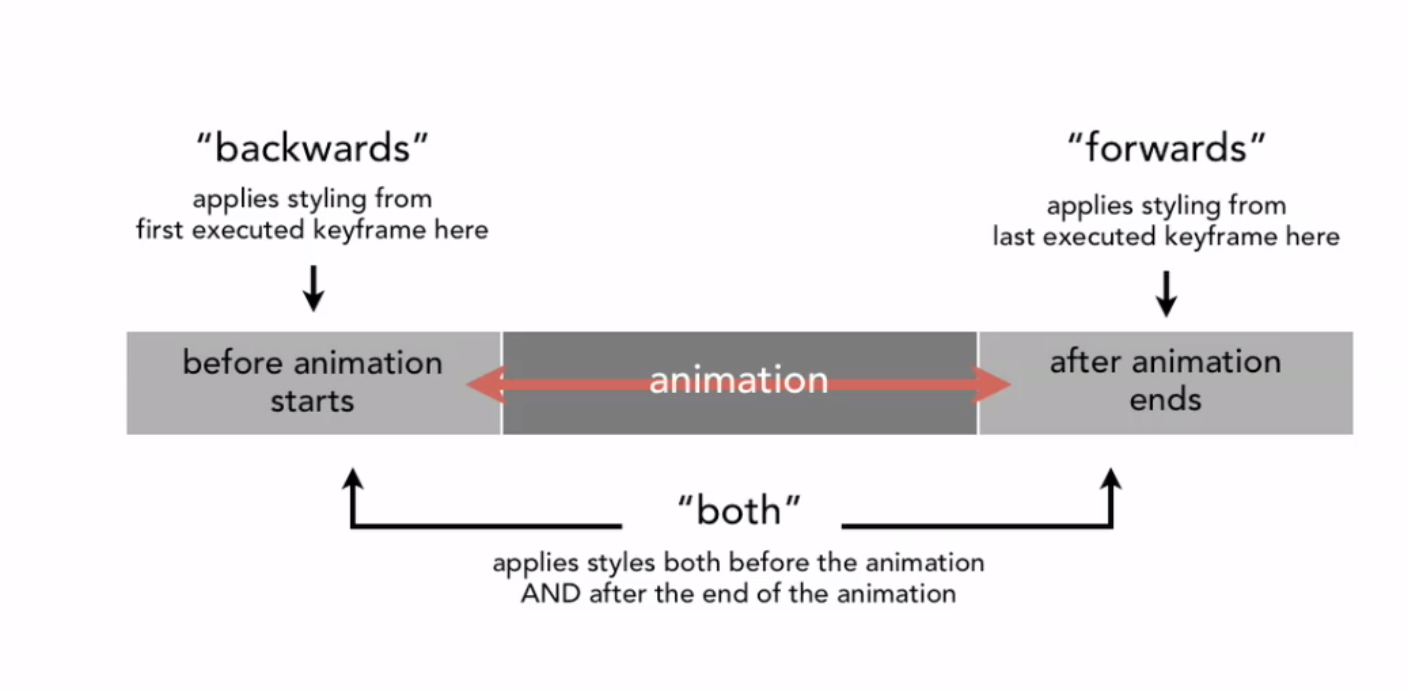 “backwards”
applies styling from
first executed keyframe here
“forwards”
applies styling from
last executed keyframe here
before animation
starts
animation
after animation
ends
“both”
applies styles both before the animation
AND after the end of the animation